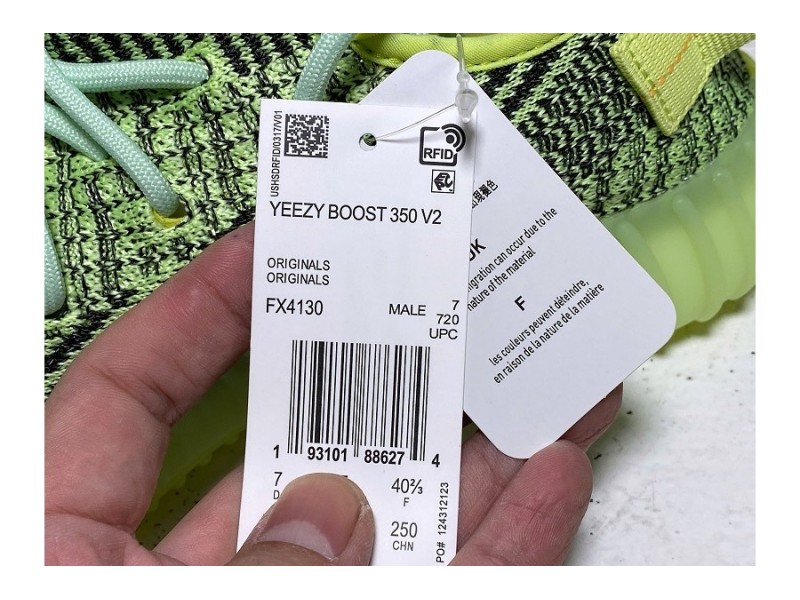 USHSDRFID/0317/V01
RFID
YEEZY BOOST 350 V2
ORIGINALS
ORIGINALS
FX4130 MALE 7
720
UPC
1 93101 88627 4
7 40⅔
D F
250
CHN
PO# 124312123
UK
migration can occur due to the
nature of the material
F
les couleurs peuvent déteindre,
en raison de la nature de la matière